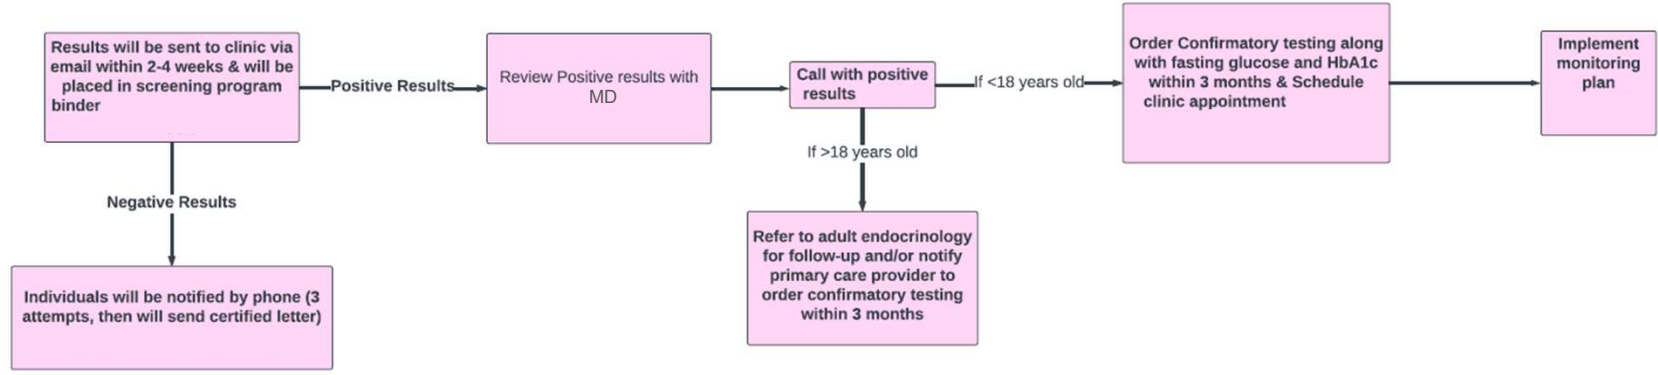 Results will be sent to clinic via
email within 2-4 weeks & will be
placed in screening program
binder
Positive Results
Review Positive results with
MD
Call with positive
results
If <18 years old
Order Confirmatory testing along
with fasting glucose and HbA1c
within 3 months & Schedule
clinic appointment
Implement
monitoring
plan
If >18 years old
Negative Results
Refer to adult endocrinology
for follow-up and/or notify
primary care provider to
order confirmatory testing
within 3 months
Individuals will be notified by phone (3
attempts, then will send certified letter)